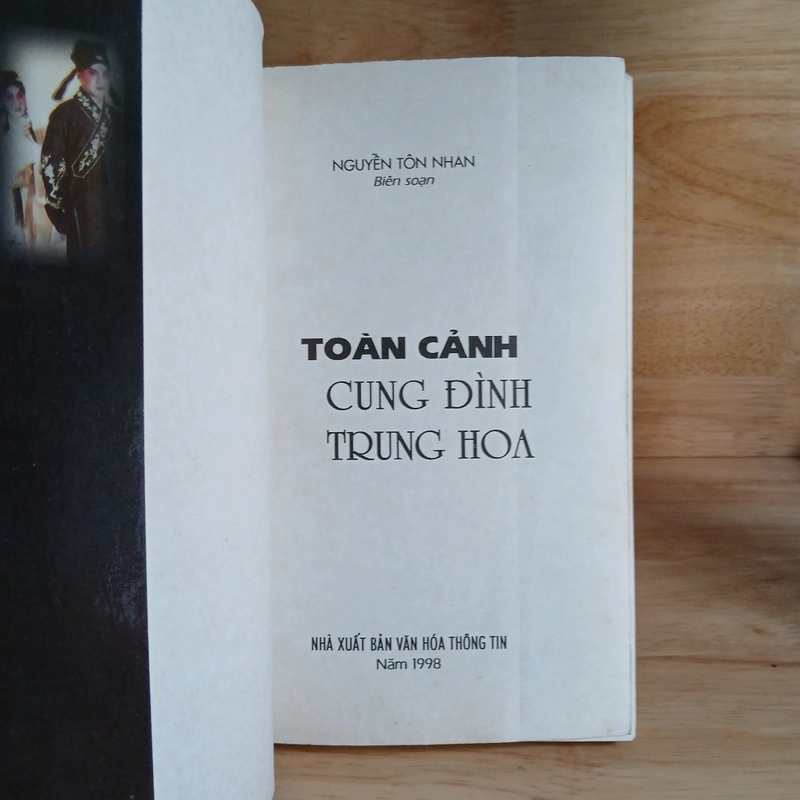 NGUYỄN TÔN NHAN
Biên soạn
TOÀN CẢNH
CUNG ĐÌNH
TRUNG HOA
NHÀ XUẤT BẢN VĂN HÓA THÔNG TIN
Năm 1998